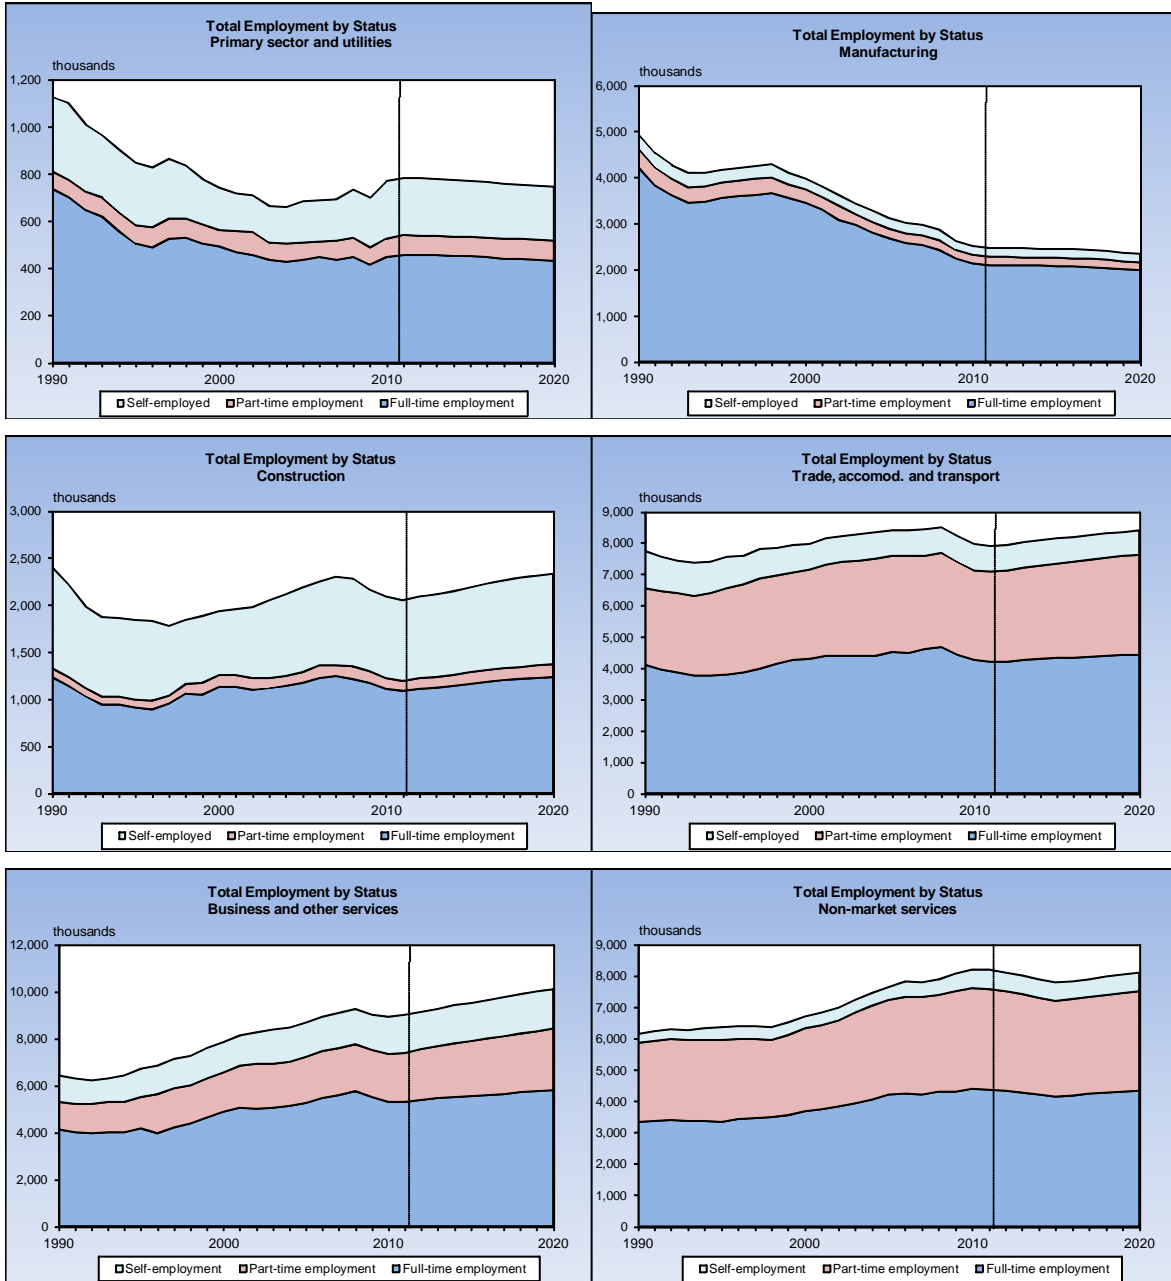 Total Employment by Status
Primary sector and utilities
thousands
1,200
1,000
800
600
400
200
0
1990 2000 2010 2020
Self-employed Part-time employment Full-time employment
Total Employment by Status
Manufacturing
thousands
6,000
5,000
4,000
3,000
2,000
1,000
0
1990 2000 2010 2020
Self-employed Part-time employment Full-time employment
Total Employment by Status
Construction
thousands
3,000
2,500
2,000
1,500
1,000
500
0
1990 2000 2010 2020
Self-employed Part-time employment Full-time employment
Total Employment by Status
Trade, accomod. and transport
thousands
9,000
8,000
7,000
6,000
5,000
4,000
3,000
2,000
1,000
0
1990 2000 2010 2020
Self-employed Part-time employment Full-time employment
Total Employment by Status
Business and other services
thousands
12,000
10,000
8,000
6,000
4,000
2,000
0
1990 2000 2010 2020
Self-employment Part-time employment Full-time employment
Total Employment by Status
Non-market services
thousands
9,000
8,000
7,000
6,000
5,000
4,000
3,000
2,000
1,000
0
1990 2000 2010 2020
Self-employment Part-time employment Full-time employment